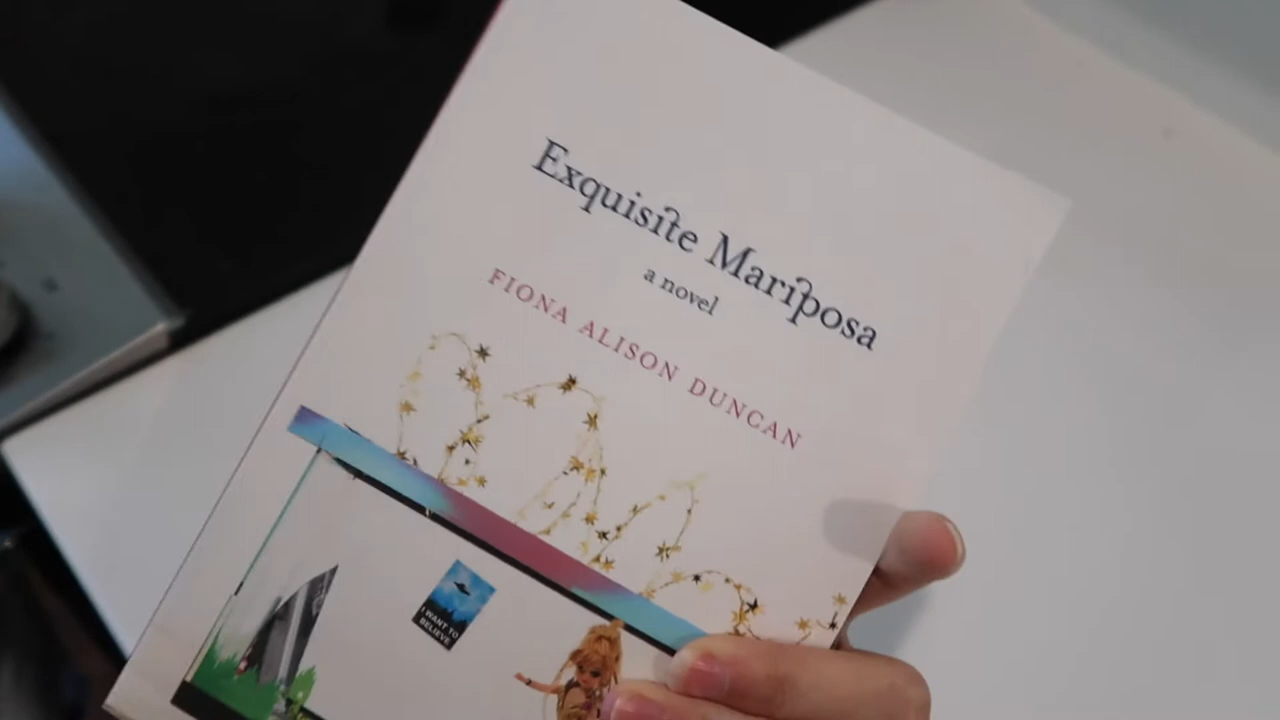 Exquisite Mariposa
a novel
FIONA ALISON DUNCAN
I WANT TO
BELIEVE